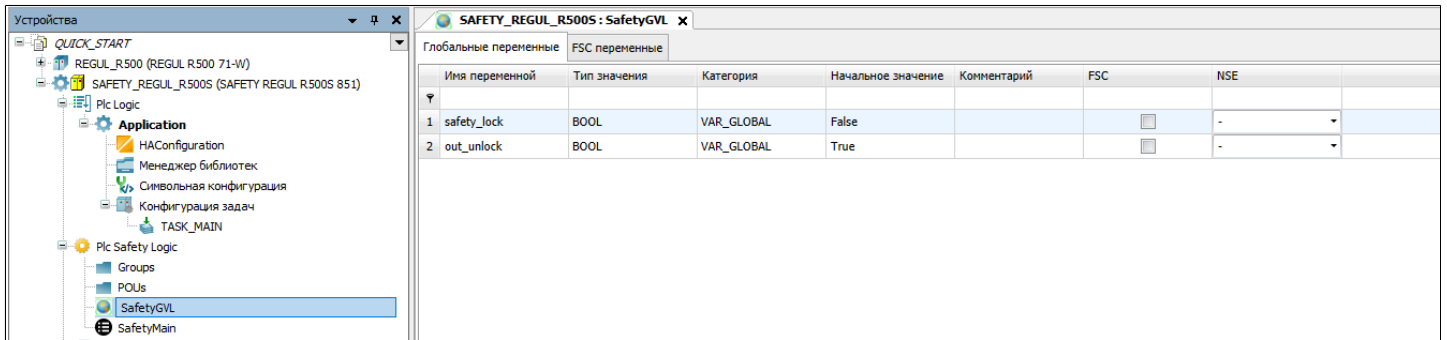 Устройства
QUICK_START
REGUL_R500 (REGUL R500 71-W)
SAFETY_REGUL_R500S (SAFETY REGUL R500S 851)
Plc Logic
Application
HAConfiguration
Менеджер библиотек
Символьная конфигурация
Конфигурация задач
TASK_MAIN
Plc Safety Logic
Groups
POUs
SafetyGVL
SafetyMain
SAFETY_REGUL_R500S : SafetyGVL
Глобальные переменные FSC переменные
Имя переменной Тип значения Категория Начальное значение Комментарий FSC NSE
1 safety_lock BOOL VAR_GLOBAL False -
2 out_unlock BOOL VAR_GLOBAL True -